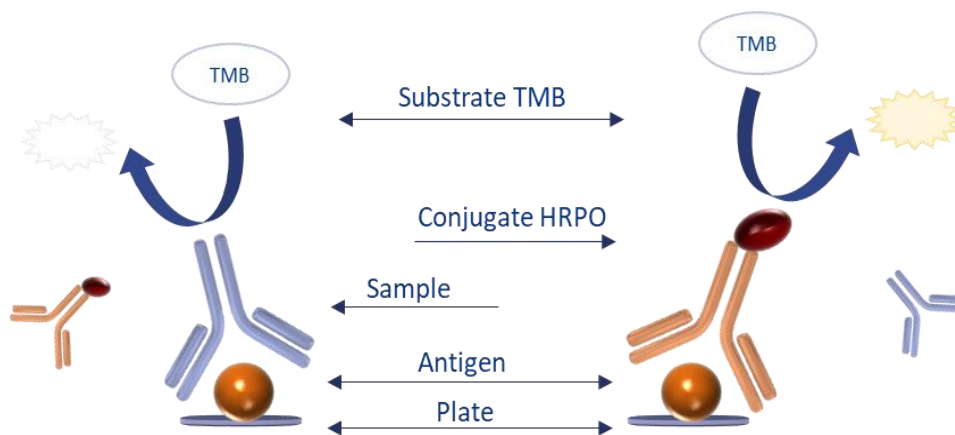 TMB
TMB
Substrate TMB
Conjugate HRPO
Sample
Antigen
Plate